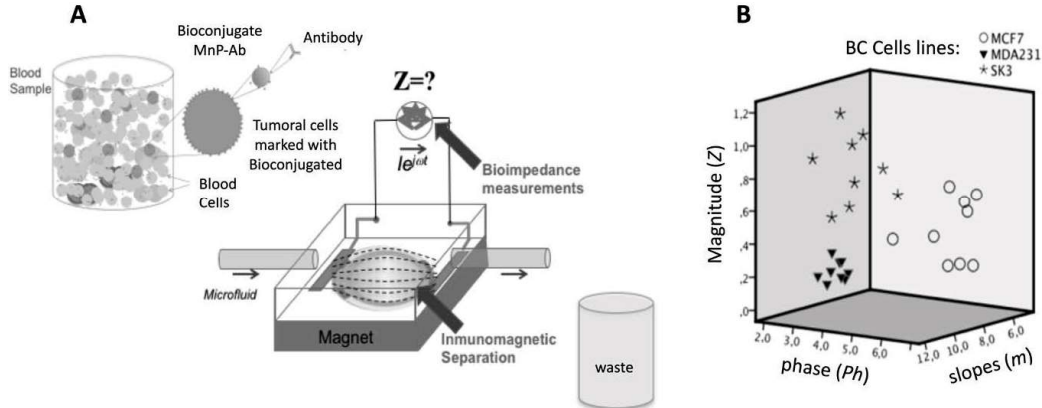 A
Bioconjugate
MnP-Ab
Antibody
Blood
Sample
Z=?
Tumoral cells
marked with
Bioconjugated
Ie^jωt
Bioimpedance
measurements
Blood
Cells
Microfluid
Magnet
Inmunomagnetic
Separation
waste
B
BC Cells lines:
MCF7
MDA231
SK3
Magnitude (Z)
1,2
1,0
,8
,6
,4
,2
,0
2,0
3,0
4,0
5,0
6,0
phase (Ph)
12,0
10,0
8,0
6,0
slopes (m)